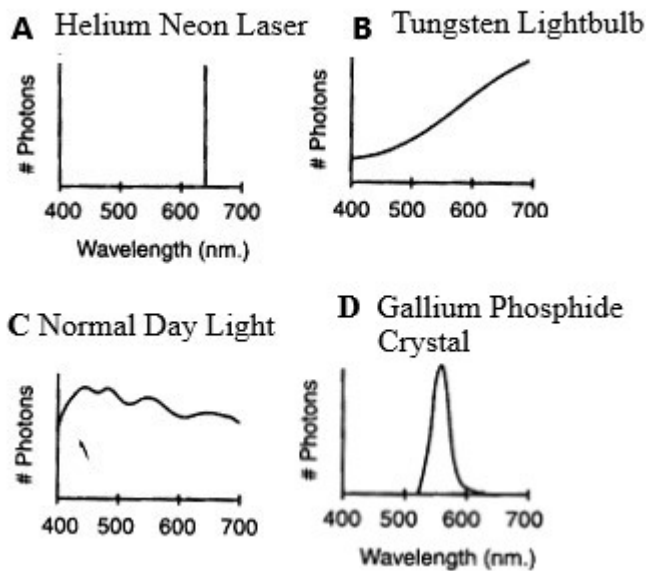 A Helium Neon Laser
# Photons
400 500 600 700
Wavelength (nm.)
B Tungsten Lightbulb
# Photons
400 500 600 700
C Normal Day Light
# Photons
400 500 600 700
D Gallium Phosphide
Crystal
# Photons
400 500 600 700
Wavelength (nm.)